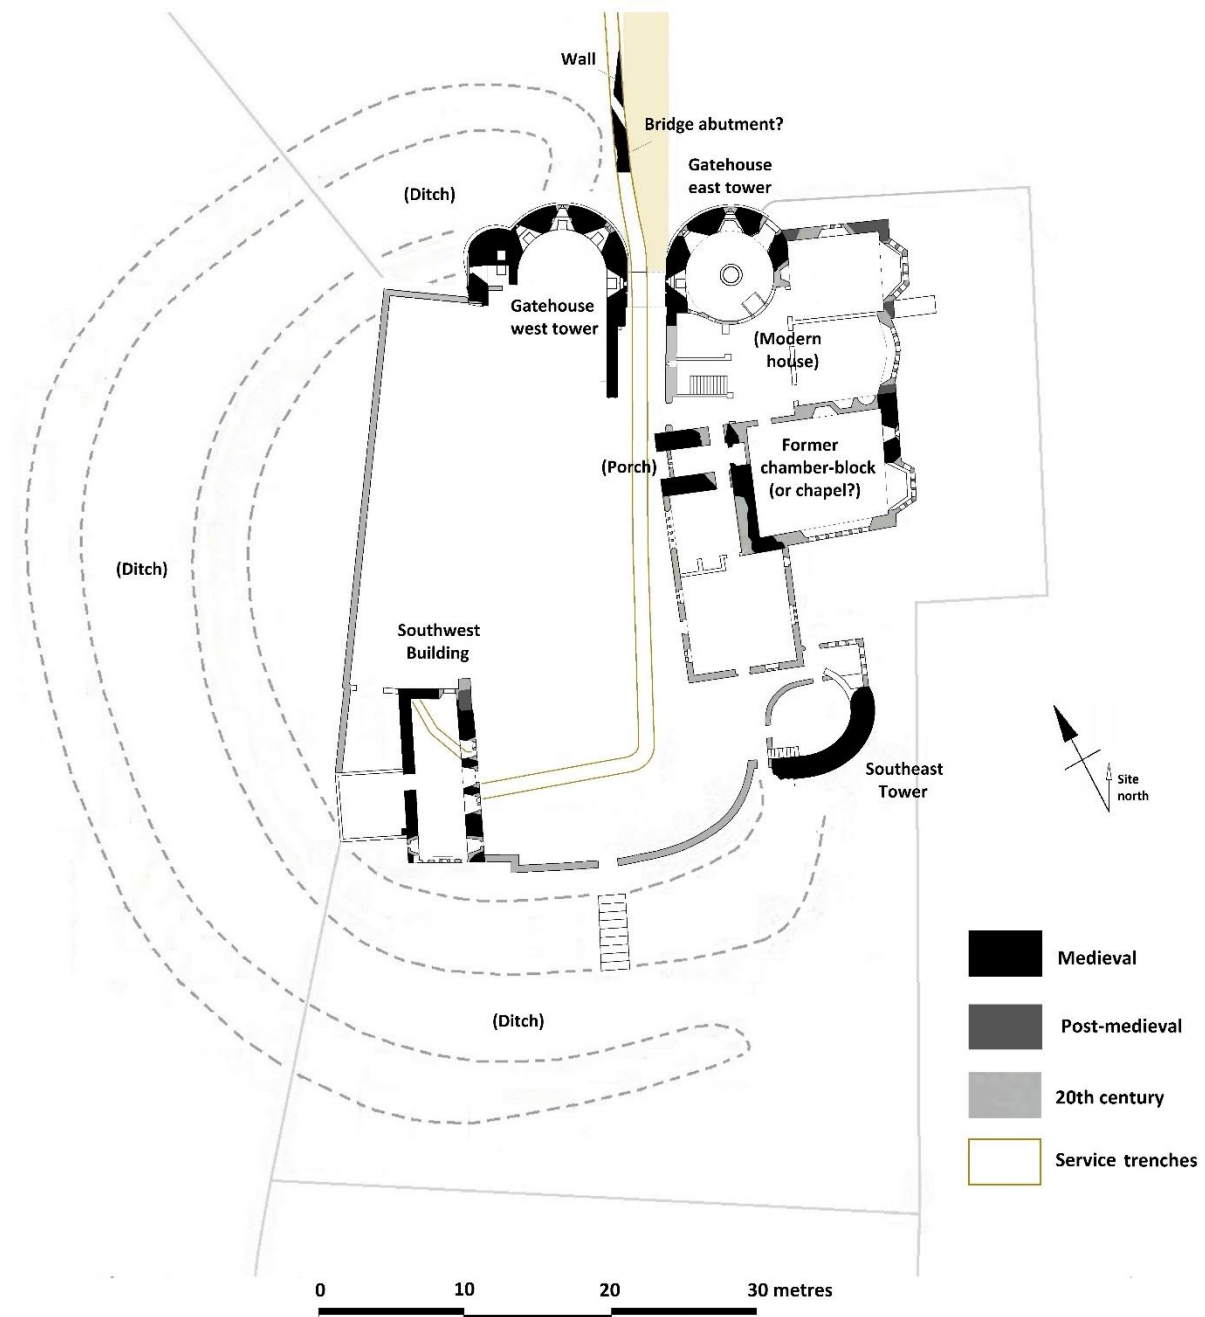 Wall
Bridge abutment?
Gatehouse
east tower
(Ditch)
Gatehouse
west tower
(Modern
house)
Former
chamber-block
(or chapel?)
(Porch)
(Ditch)
Southwest
Building
Southeast
Tower
Site
north
Medieval
Post-medieval
(Ditch)
20th century
Service trenches
0 10 20 30 metres